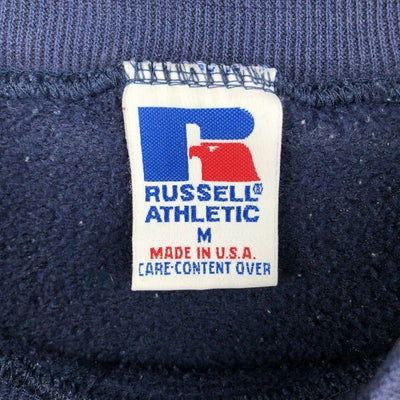 R
RUSSELL®
ATHLETIC
M
MADE IN U.S.A.
CARE-CONTENT OVER